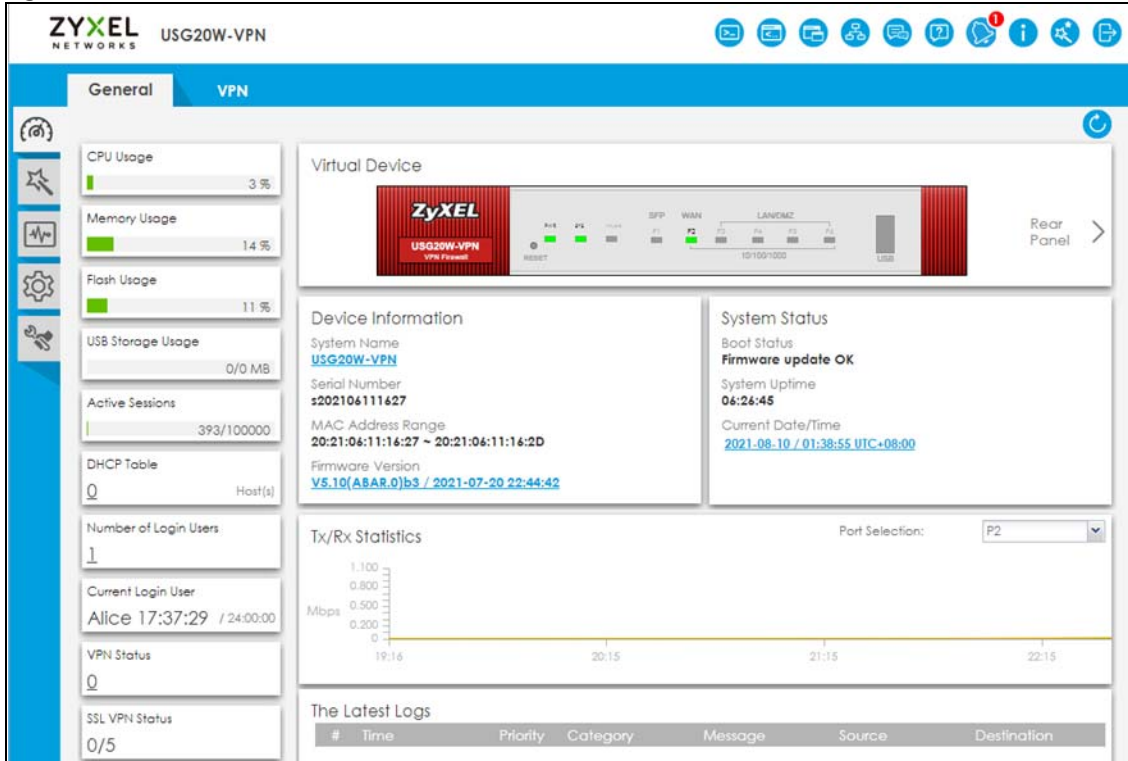 ZYXEL
NETWORKS
USG20W-VPN
1
General
VPN
CPU Usage
3 %
Memory Usage
14 %
Flash Usage
11 %
USB Storage Usage
0/0 MB
Active Sessions
393/100000
DHCP Table
0 Host(s)
Number of Login Users
1
Current Login User
Alice 17:37:29 / 24:00:00
VPN Status
0
SSL VPN Status
0/5
Virtual Device
ZyXEL
USG20W-VPN
VPN Firewall
RESET
PWR SYS
SFP WAN LAN/DMZ
P1 P2 P3 P4 P5 P6
10/100/1000
USB
Rear
Panel
Device Information
System Name
USG20W-VPN
Serial Number
s202106111627
MAC Address Range
20:21:06:11:16:27 ~ 20:21:06:11:16:2D
Firmware Version
V5.10(ABAR.0)b3 / 2021-07-20 22:44:42
System Status
Boot Status
Firmware update OK
System Uptime
06:26:45
Current Date/Time
2021-08-10 / 01:38:55 UTC+08:00
Tx/Rx Statistics
Port Selection: P2
1.100
0.800
Mbps 0.500
0.200
0
19:16 20:15 21:15 22:15
The Latest Logs
# Time Priority Category Message Source Destination